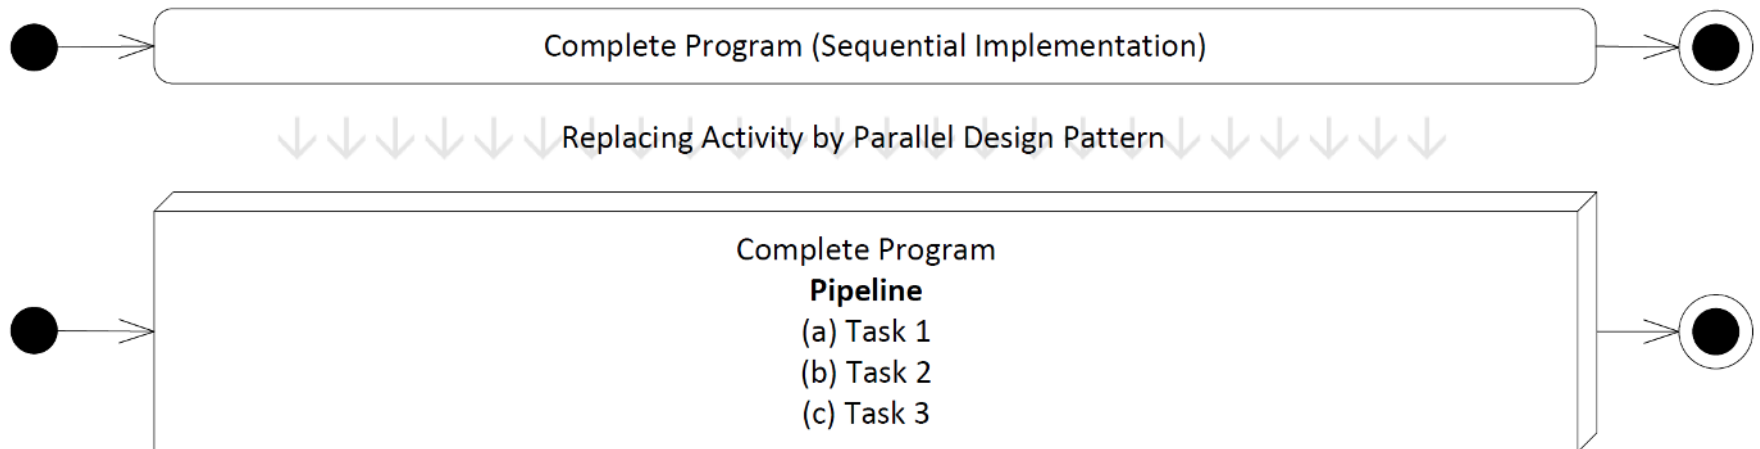 Complete Program (Sequential Implementation)
Replacing Activity by Parallel Design Pattern
Complete Program
Pipeline
(a) Task 1
(b) Task 2
(c) Task 3